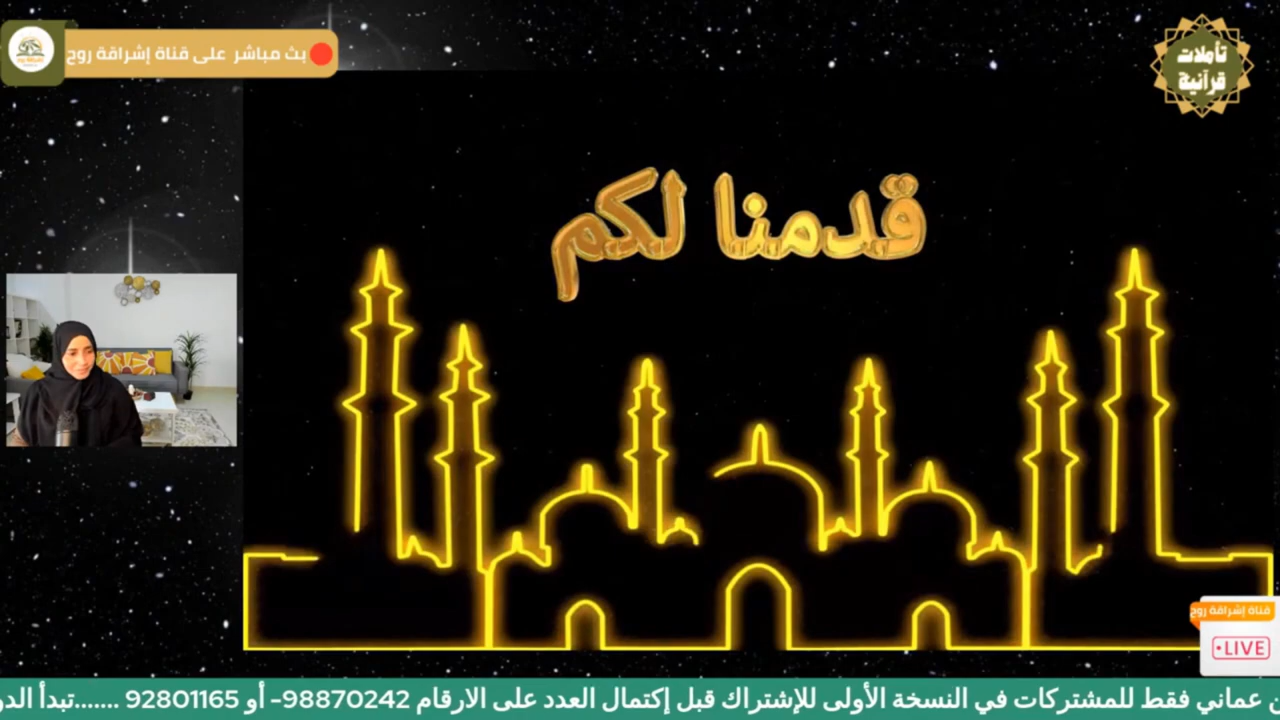 بث مباشر على قناة إشراقة روح
تأملات
قرآنية
قدمنا لكم
قناة إشراقة روح
LIVE
عماني فقط للمشتركات في النسخة الأولى للإشتراك قبل إكتمال العدد على الارقام 98870242- أو 92801165 .......تبدأ